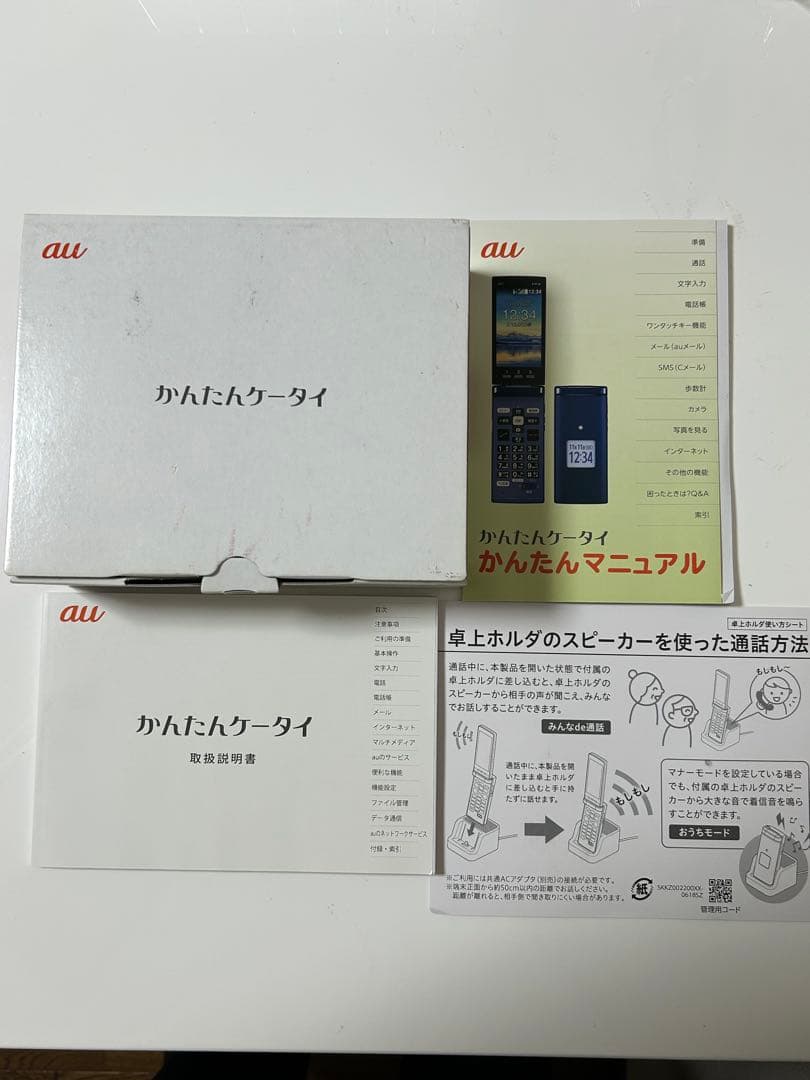 au
かんたんケータイ
au
12:34
11月11日(月)
12:34
準備
通話
文字入力
電話帳
ワンタッチキー機能
メール(auメール)
SMS(Cメール)
歩数計
カメラ
写真を見る
インターネット
その他の機能
困ったときは?Q&A
索引
かんたんケータイ
かんたんマニュアル
au
かんたんケータイ
取扱説明書
目次
注意事項
ご利用の準備
基本操作
文字入力
電話
電話帳
メール
インターネット
マルチメディア
auのサービス
便利な機能
機能設定
ファイル管理
データ通信
auのネットワークサービス
付録・索引
卓上ホルダ使い方シート
卓上ホルダのスピーカーを使った通話方法
通話中に、本製品を開いた状態で付属の
卓上ホルダに差し込むと、卓上ホルダの
スピーカーから相手の声が聞こえ、みんな
でお話しすることができます。
みんなde通話
もしもし〜
もしもし
通話中に、本製品を開
いたまま卓上ホルダ
に差し込むと手に持
たずに話せます。
もしもし
マナーモードを設定している場合
でも、付属の卓上ホルダのスピー
カーから大きな音で着信音を鳴ら
すことができます。
おうちモード
※ご利用には共通ACアダプタ(別売)の接続が必要です。
※端末正面から約50cm以内の距離でお話しください。
距離が離れると、相手側で聞き取りにくい場合があります。
紙
5KKZ002200XX-
0618SZ
管理用コード